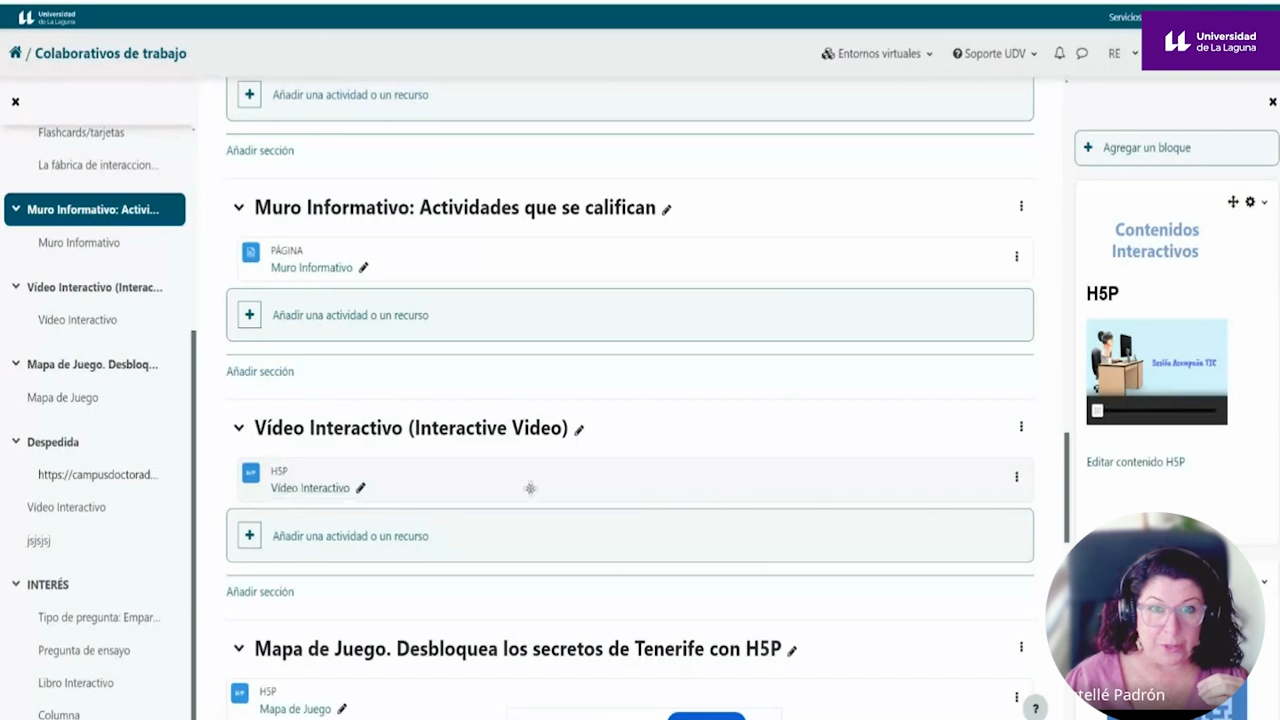 Universidad
de La Laguna
Servicios
Universidad
de La Laguna
/ Colaborativos de trabajo
Entornos virtuales
Soporte UDV
RE
Flashcards/tarjetas
La fábrica de interaccion...
Muro Informativo: Activi...
Muro Informativo
Vídeo Interactivo (Interac...
Vídeo Interactivo
Mapa de Juego. Desbloq...
Mapa de Juego
Despedida
https://campusdoctorad...
Vídeo Interactivo
jsjsjsj
INTERÉS
Tipo de pregunta: Empar...
Pregunta de ensayo
Libro Interactivo
Columna
Añadir una actividad o un recurso
Añadir sección
Muro Informativo: Actividades que se califican
PÁGINA
Muro Informativo
Añadir una actividad o un recurso
Añadir sección
Vídeo Interactivo (Interactive Video)
H5P
Vídeo Interactivo
Añadir una actividad o un recurso
Añadir sección
Mapa de Juego. Desbloquea los secretos de Tenerife con H5P
H5P
Mapa de Juego
?
Agregar un bloque
Contenidos
Interactivos
H5P
Editar contenido H5P
tellé Padrón